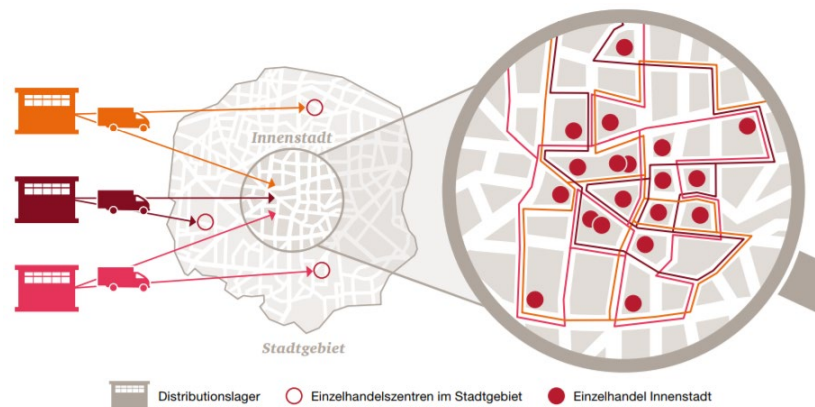 Innenstadt
Stadtgebiet
Distributionslager
Einzelhandelszentren im Stadtgebiet
Einzelhandel Innenstadt